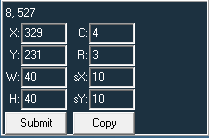 8, 527
X: 329 C: 4
Y: 231 R: 3
W: 40 sX: 10
H: 40 sY: 10
Submit Copy